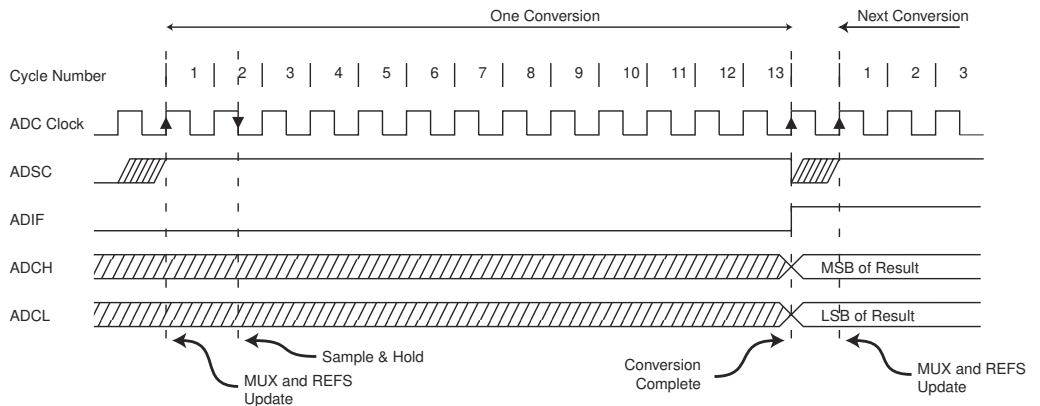 One Conversion
Next Conversion
Cycle Number
1 2 3 4 5 6 7 8 9 10 11 12 13 1 2 3
ADC Clock
ADSC
ADIF
ADCH
MSB of Result
ADCL
LSB of Result
Sample & Hold
MUX and REFS
Update
Conversion
Complete
MUX and REFS
Update